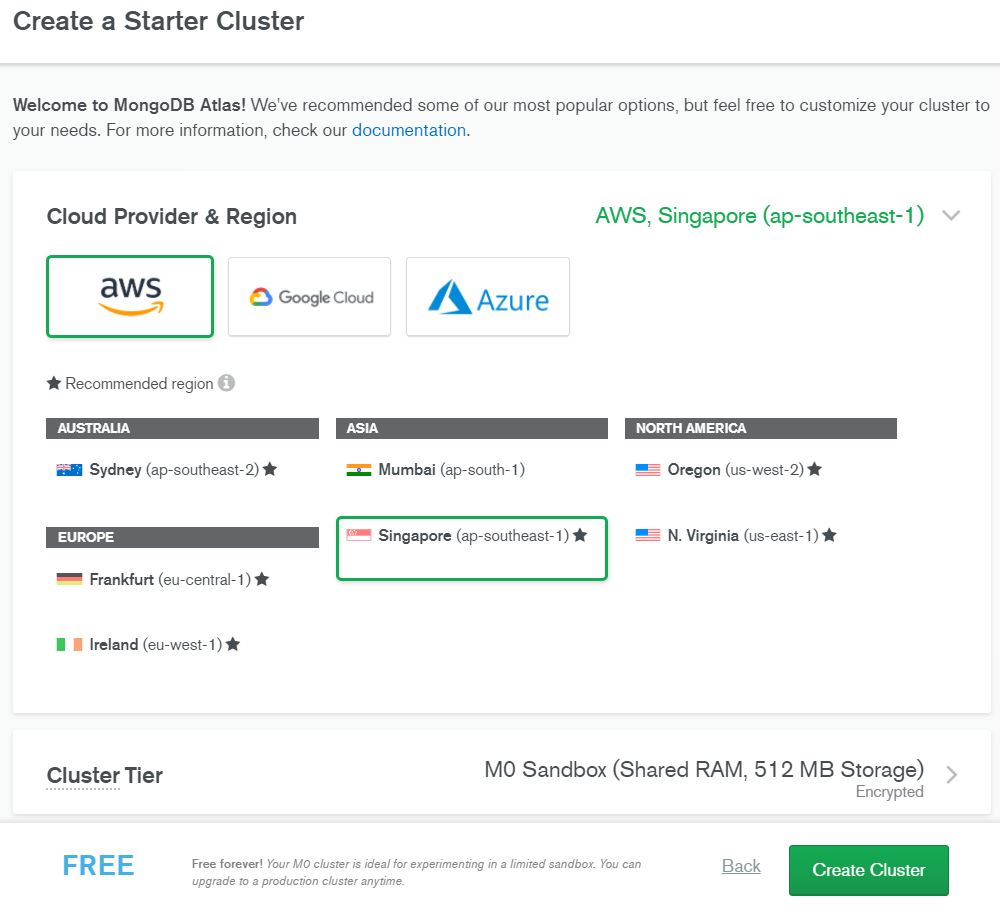 Create a Starter Cluster
Welcome to MongoDB Atlas! We've recommended some of our most popular options, but feel free to customize your cluster to
your needs. For more information, check our documentation.
Cloud Provider & Region
AWS, Singapore (ap-southeast-1)
aws
Google Cloud
Azure
★ Recommended region
AUSTRALIA
Sydney (ap-southeast-2) ★
EUROPE
Frankfurt (eu-central-1) ★
Ireland (eu-west-1) ★
ASIA
Mumbai (ap-south-1)
Singapore (ap-southeast-1) ★
NORTH AMERICA
Oregon (us-west-2) ★
N. Virginia (us-east-1) ★
Cluster Tier
M0 Sandbox (Shared RAM, 512 MB Storage)
Encrypted
FREE
Free forever! Your M0 cluster is ideal for experimenting in a limited sandbox. You can
upgrade to a production cluster anytime.
Back
Create Cluster